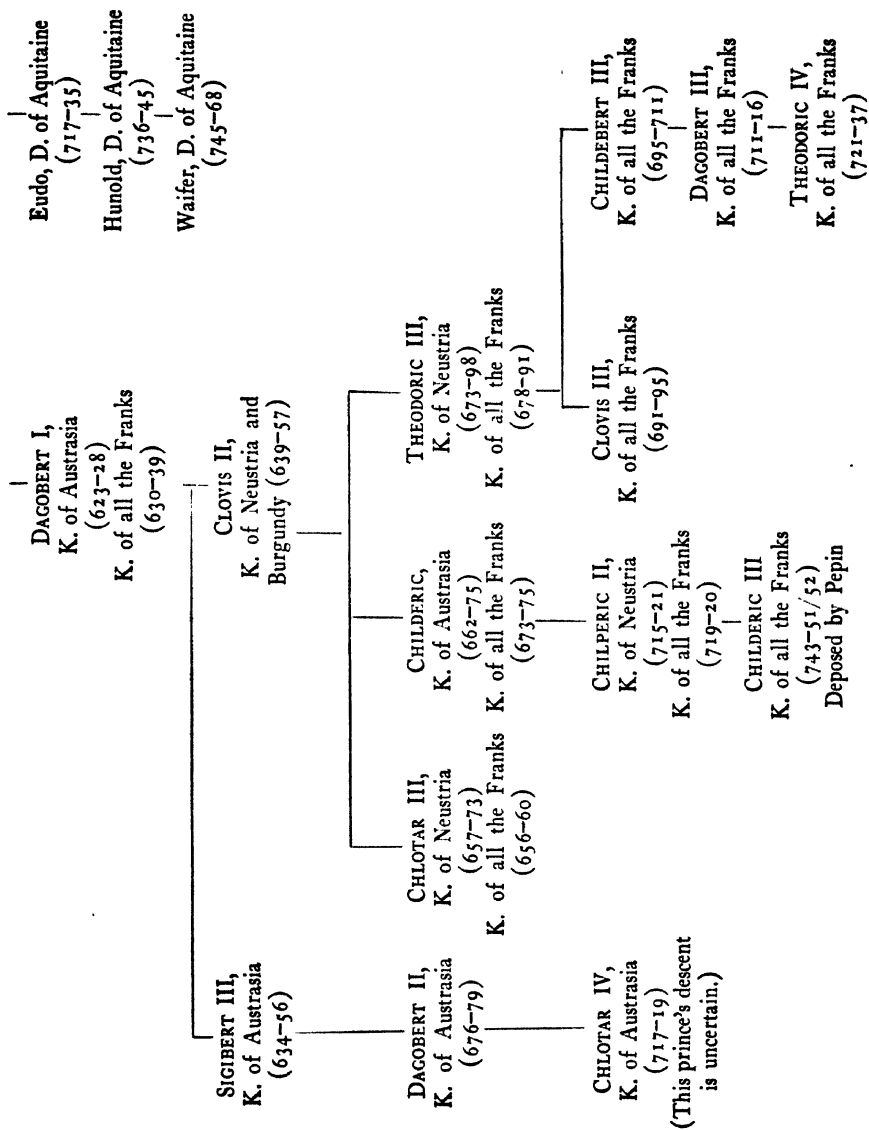 DAGOBERT I,
K. of Austrasia
(623–28)
K. of all the Franks
(630–39)
Eudo, D. of Aquitaine
(717–35)
Hunold, D. of Aquitaine
(736–45)
Waifer, D. of Aquitaine
(745–68)
SIGIBERT III,
K. of Austrasia
(634–56)
CLOVIS II,
K. of Neustria and
Burgundy (639–57)
DAGOBERT II,
K. of Austrasia
(676–79)
CHLOTAR III,
K. of Neustria
(657–73)
K. of all the Franks
(656–60)
CHILDERIC,
K. of Austrasia
(662–75)
K. of all the Franks
(673–75)
THEODORIC III,
K. of Neustria
(673–98)
K. of all the Franks
(678–91)
CHLOTAR IV,
K. of Austrasia
(717–19)
(This prince's descent
is uncertain.)
CHILPERIC II,
K. of Neustria
(715–21)
K. of all the Franks
(719–20)
CHILDERIC III
K. of all the Franks
(743–51/52)
Deposed by Pepin
CLOVIS III,
K. of all the Franks
(691–95)
CHILDEBERT III,
K. of all the Franks
(695–711)
DAGOBERT III,
K. of all the Franks
(711–16)
THEODORIC IV,
K. of all the Franks
(721–37)